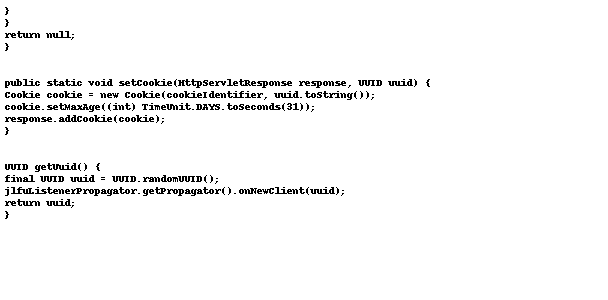 }
}
return null;
}
public static void setCookie(HttpServletResponse response, UUID uuid) {
Cookie cookie = new Cookie(cookieIdentifier, uuid.toString());
cookie.setMaxAge((int) TimeUnit.DAYS.toSeconds(31));
response.addCookie(cookie);
}
UUID getUuid() {
final UUID uuid = UUID.randomUUID();
jlfuListenerPropagator.getPropagator().onNewClient(uuid);
return uuid;
}